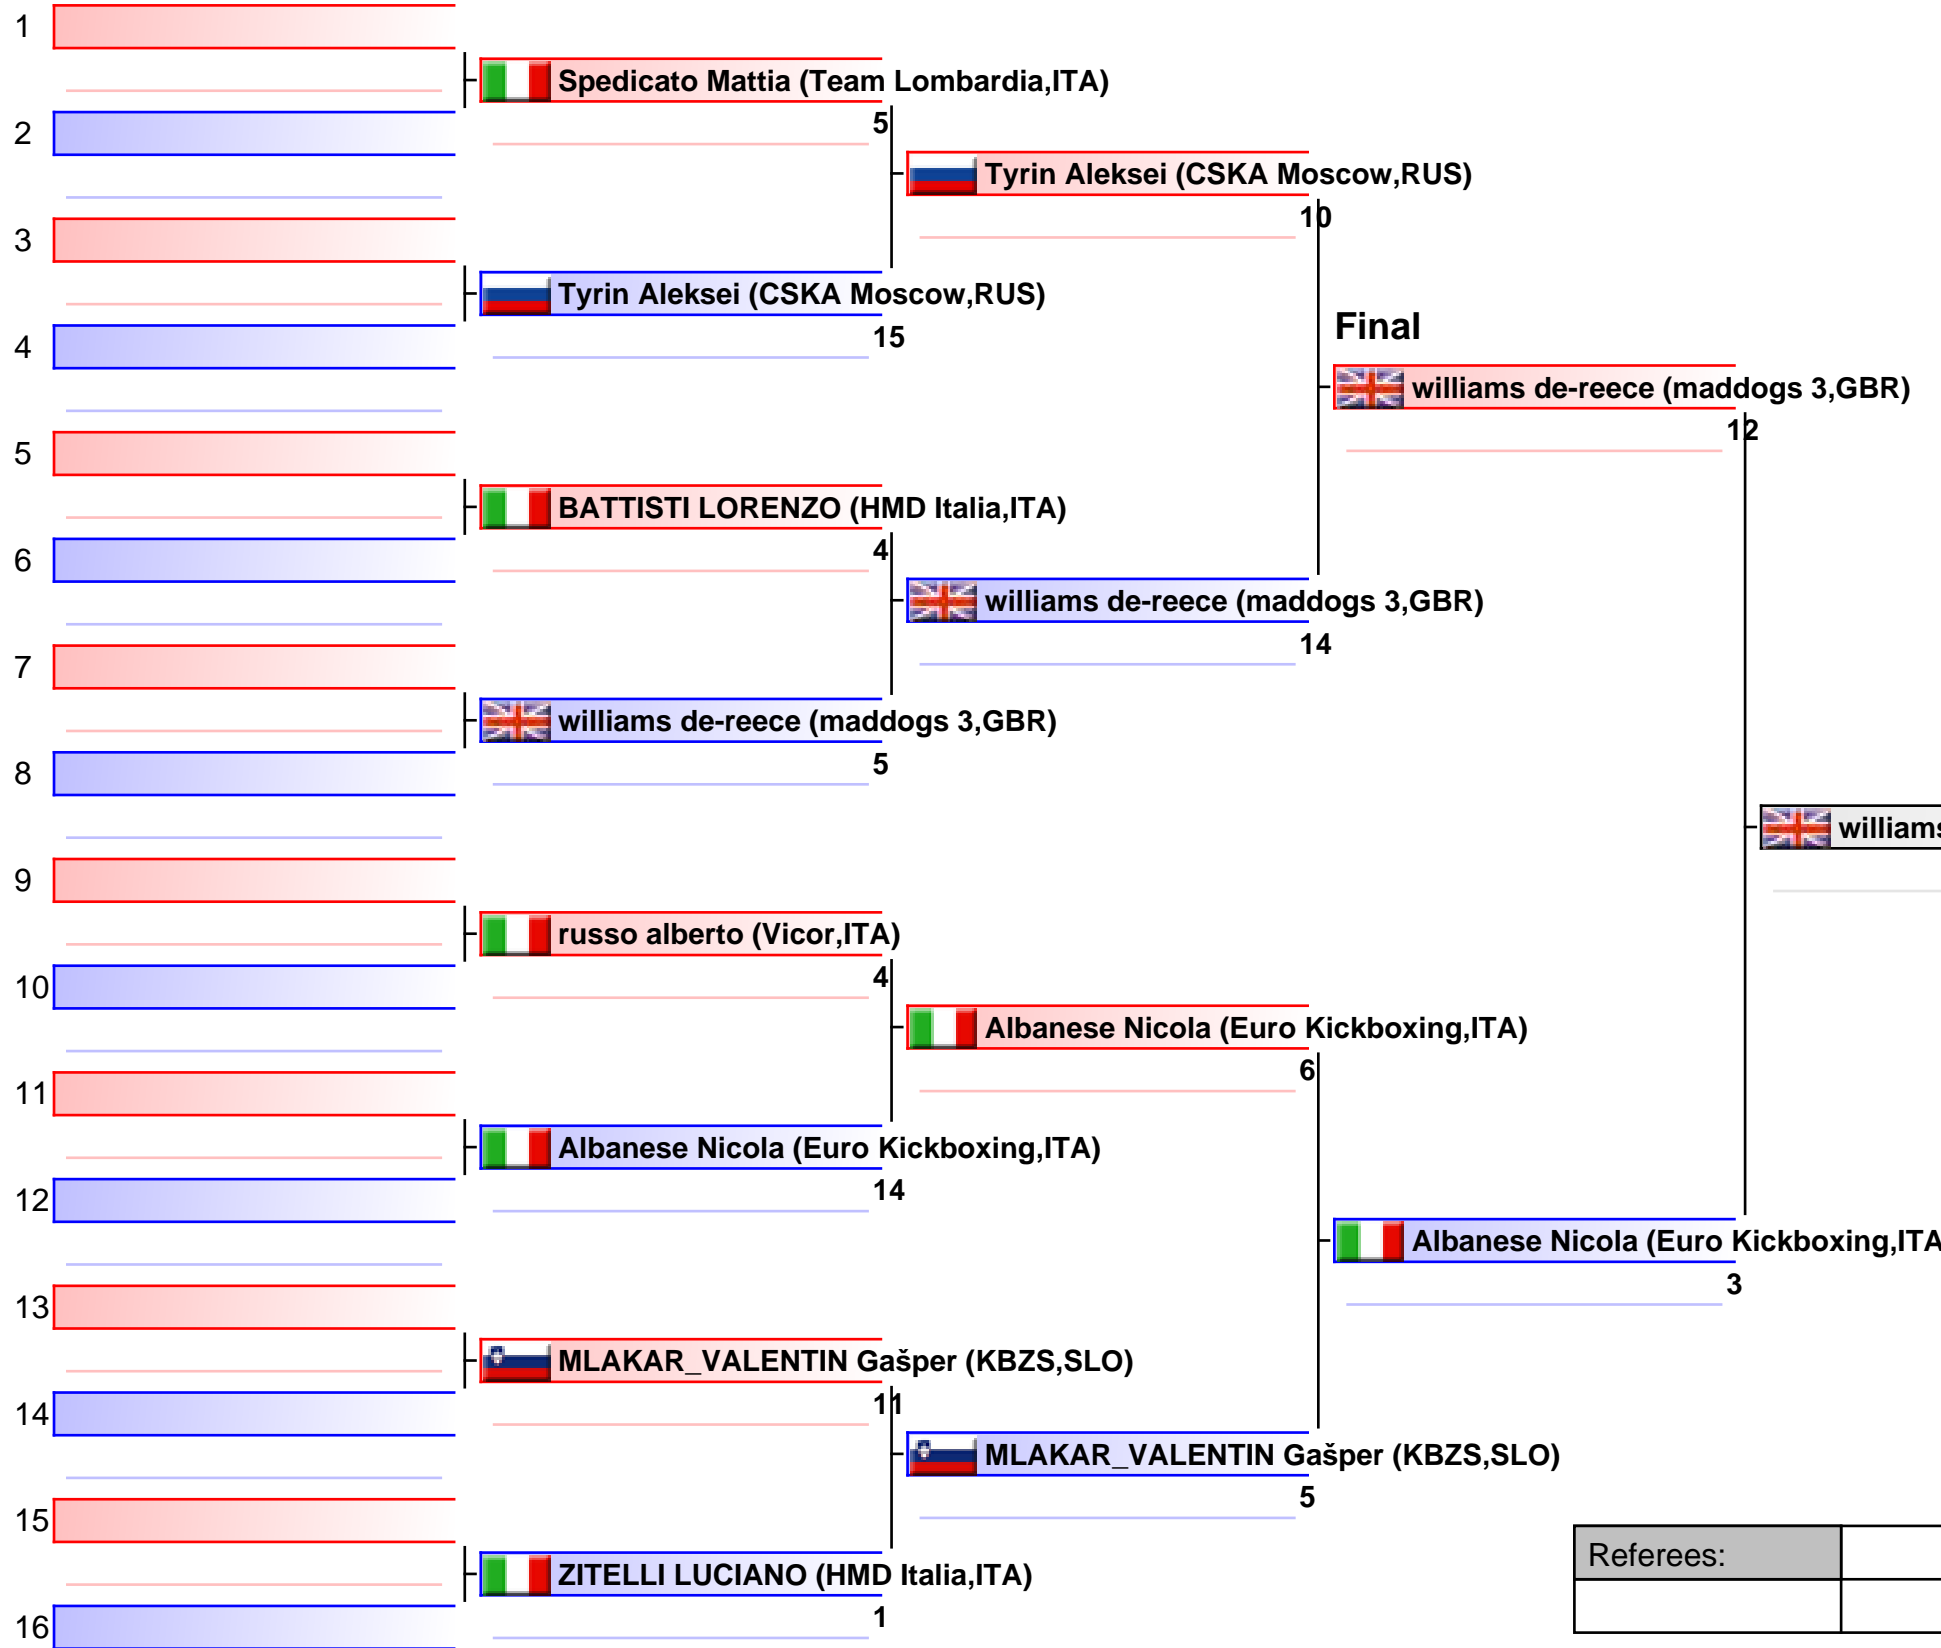 1
Spedicato Mattia (Team Lombardia,ITA)
5
2
Tyrin Aleksei (CSKA Moscow,RUS)
10
3
Tyrin Aleksei (CSKA Moscow,RUS)
15
4
Final
williams de-reece (maddogs 3,GBR)
12
5
BATTISTI LORENZO (HMD Italia,ITA)
4
6
williams de-reece (maddogs 3,GBR)
14
7
williams de-reece (maddogs 3,GBR)
5
8
williams
9
russo alberto (Vicor,ITA)
4
10
Albanese Nicola (Euro Kickboxing,ITA)
6
11
Albanese Nicola (Euro Kickboxing,ITA)
14
12
Albanese Nicola (Euro Kickboxing,ITA
3
13
MLAKAR_VALENTIN Gašper (KBZS,SLO)
11
14
MLAKAR_VALENTIN Gašper (KBZS,SLO)
5
15
ZITELLI LUCIANO (HMD Italia,ITA)
1
16
Referees: